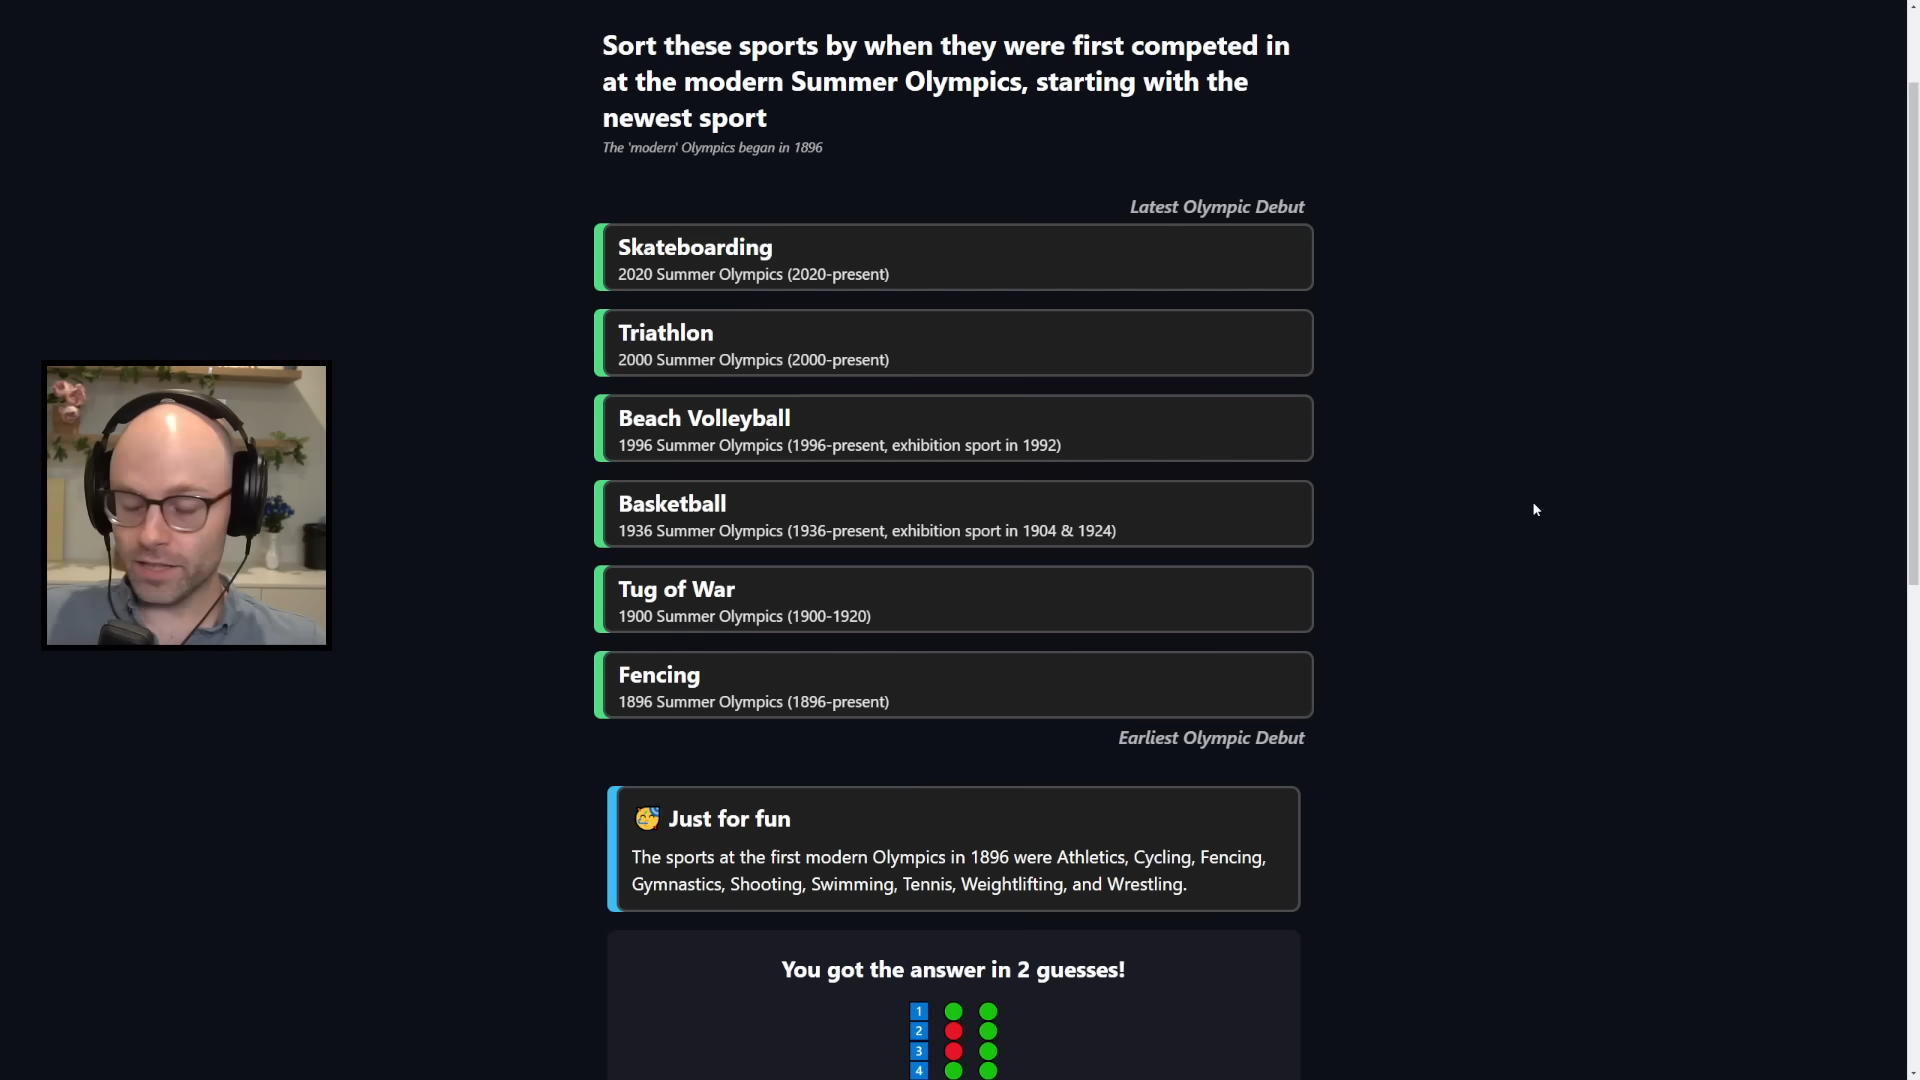 Sort these sports by when they were first competed in
at the modern Summer Olympics, starting with the
newest sport
The 'modern' Olympics began in 1896
Latest Olympic Debut
Skateboarding
2020 Summer Olympics (2020-present)
Triathlon
2000 Summer Olympics (2000-present)
Beach Volleyball
1996 Summer Olympics (1996-present, exhibition sport in 1992)
Basketball
1936 Summer Olympics (1936-present, exhibition sport in 1904 & 1924)
Tug of War
1900 Summer Olympics (1900-1920)
Fencing
1896 Summer Olympics (1896-present)
Earliest Olympic Debut
🥳 Just for fun
The sports at the first modern Olympics in 1896 were Athletics, Cycling, Fencing,
Gymnastics, Shooting, Swimming, Tennis, Weightlifting, and Wrestling.
You got the answer in 2 guesses!
1
2
3
4